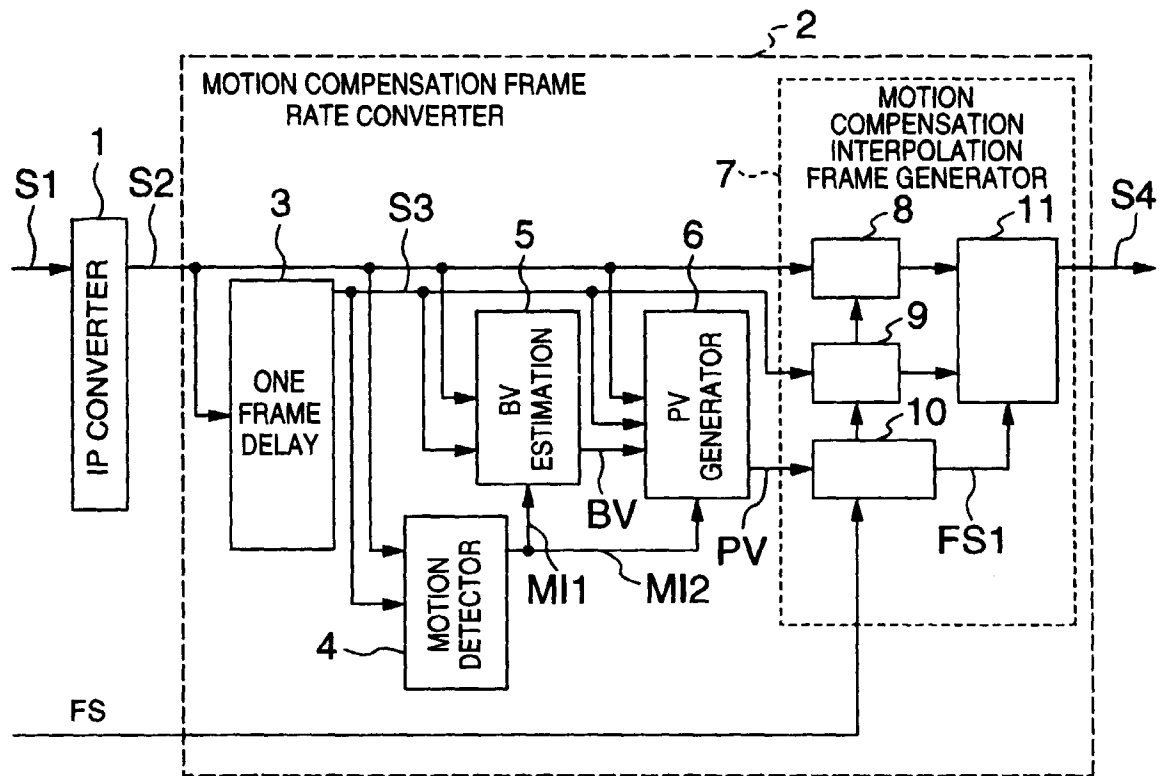 2
MOTION COMPENSATION FRAME
RATE CONVERTER
MOTION
COMPENSATION
INTERPOLATION
FRAME GENERATOR
7
1
S1
S2
3
S3
5
6
8
11
S4
9
10
IP CONVERTER
ONE
FRAME
DELAY
BV
ESTIMATION
PV
GENERATOR
BV
PV
FS1
MOTION
DETECTOR
MI1
MI2
4
FS